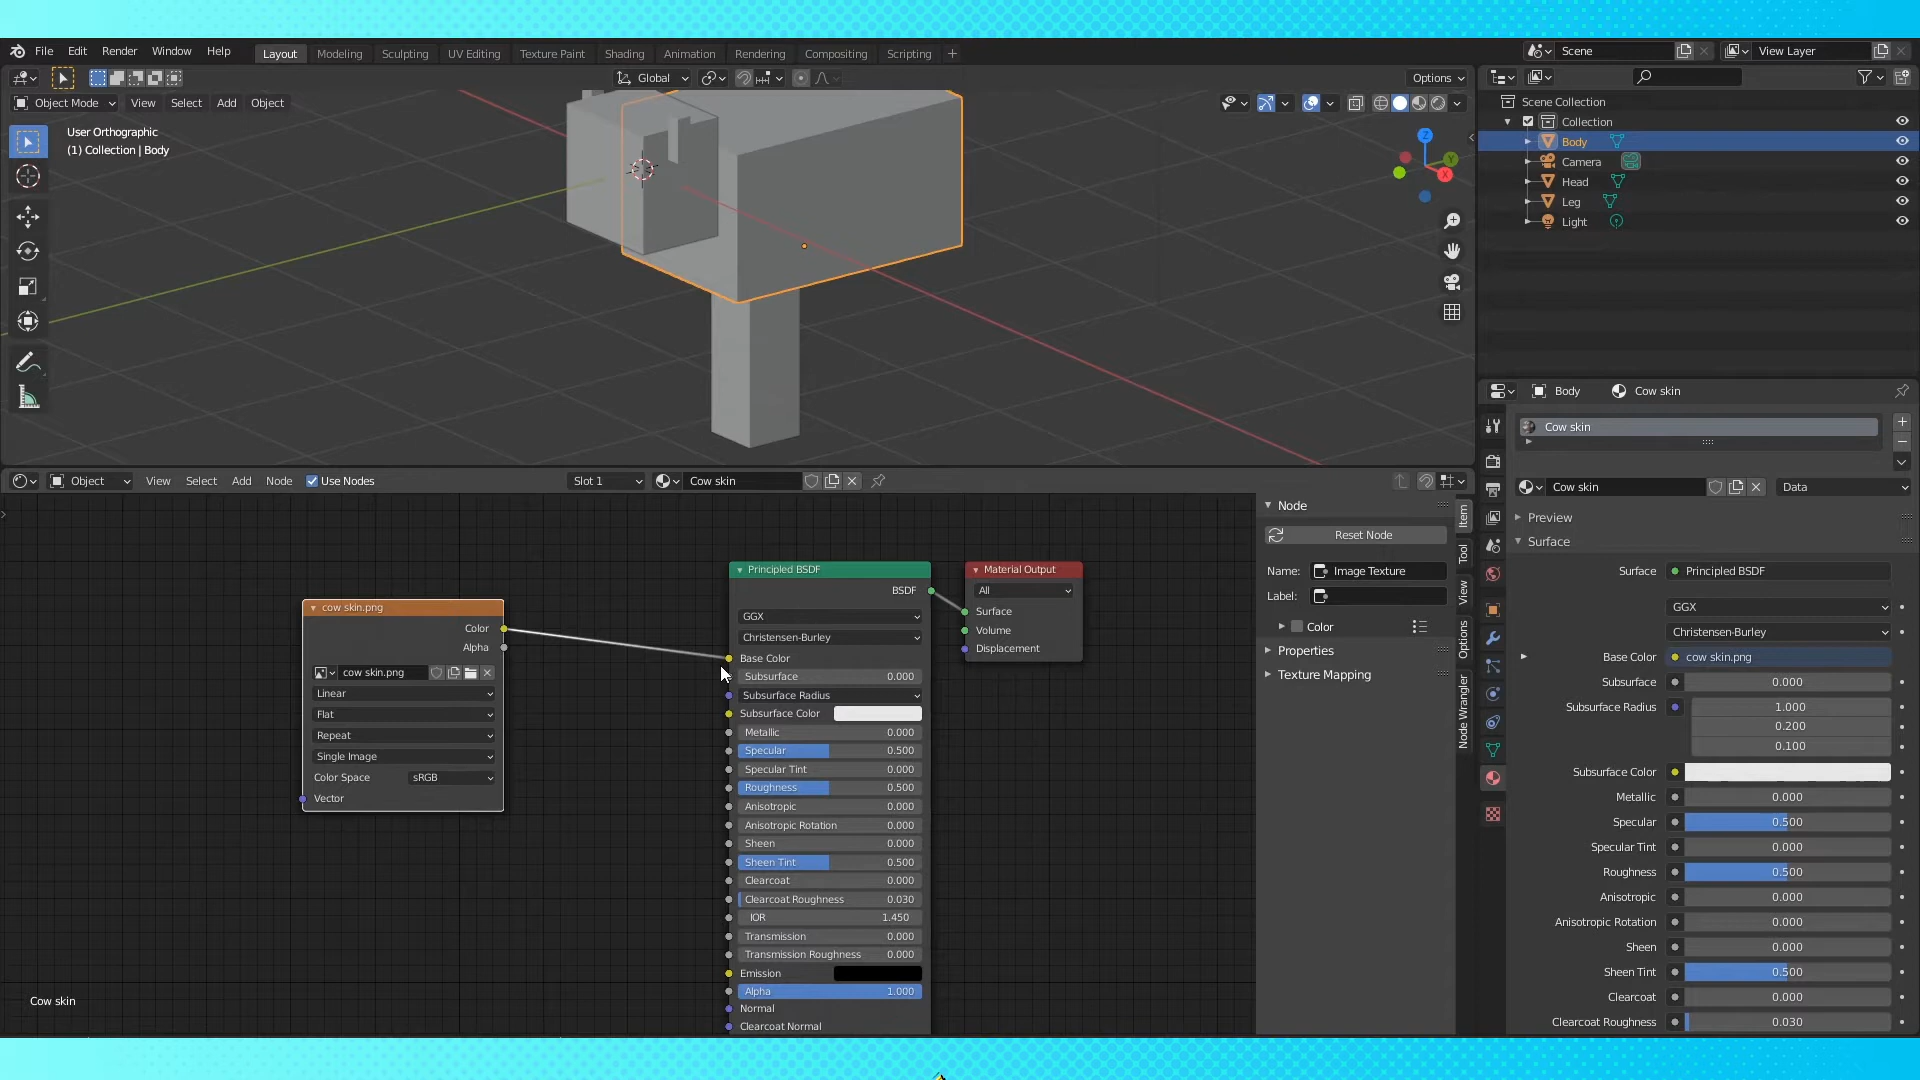 File Edit Render Window Help
Layout Modeling Sculpting UV Editing Texture Paint Shading Animation Rendering Compositing Scripting +
Scene
View Layer
Global
Options
Object Mode View Select Add Object
User Orthographic
(1) Collection | Body
Z
Y
X
Scene Collection
Collection
Body
Camera
Head
Leg
Light
Object View Select Add Node Use Nodes Slot 1 Cow skin
cow skin.png
Color
Alpha
cow skin.png
Linear
Flat
Repeat
Single Image
Color Space sRGB
Vector
Principled BSDF
BSDF
GGX
Christensen-Burley
Base Color
Subsurface 0.000
Subsurface Radius
Subsurface Color
Metallic 0.000
Specular 0.500
Specular Tint 0.000
Roughness 0.500
Anisotropic 0.000
Anisotropic Rotation 0.000
Sheen 0.000
Sheen Tint 0.500
Clearcoat 0.000
Clearcoat Roughness 0.030
IOR 1.450
Transmission 0.000
Transmission Roughness 0.000
Emission
Alpha 1.000
Normal
Clearcoat Normal
Material Output
All
Surface
Volume
Displacement
Cow skin
Node
Reset Node
Name: Image Texture
Label:
Color
Properties
Texture Mapping
Item
Tool
View
Options
Node Wrangler
Body Cow skin
Cow skin
Cow skin Data
Preview
Surface
Surface Principled BSDF
GGX
Christensen-Burley
Base Color cow skin.png
Subsurface 0.000
Subsurface Radius 1.000
0.200
0.100
Subsurface Color
Metallic 0.000
Specular 0.500
Specular Tint 0.000
Roughness 0.500
Anisotropic 0.000
Anisotropic Rotation 0.000
Sheen 0.000
Sheen Tint 0.500
Clearcoat 0.000
Clearcoat Roughness 0.030